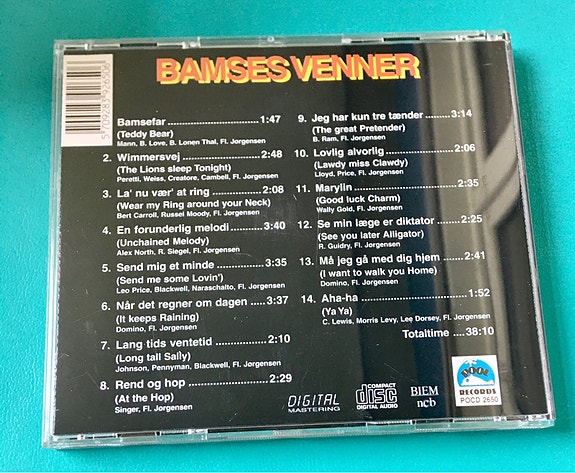 BAMSES VENNER
5 709283 926506
Bamsefar ..................... 1:47
(Teddy Bear)
Mann, B. Love, B. Lonen Thal, Fl. Jørgensen
2. Wimmersvej ................. 2:48
(The Lions sleep Tonight)
Paretti, Weiss, Creatore, Cambell, Fl. Jørgensen
3. La' nu vær' at ring ............ 2:08
(Wear my Ring around your Neck)
Bert Carroll, Russel Moody, Fl. Jørgensen
4. En forunderlig melodi ........ 3:40
(Unchained Melody)
Alex North, R. Siegel, Fl. Jørgensen
5. Send mig et minde ............ 3:35
(Send me some Lovin')
Leo Price, Blackwell, Naraschalto, Fl. Jørgensen
6. Når det regner om dagen .... 3:37
(It keeps Raining)
Domino, Fl. Jørgensen
7. Lang tids ventetid ............ 2:10
(Long tall Sally)
Johnson, Pennyman, Blackwell, Fl. Jørgensen
8. Rend og hop .................. 2:29
(At the Hop)
Singer, Fl. Jørgensen
9. Jeg har kun tre tænder ....... 3:14
(The great Pretender)
B. Ram, Fl. Jørgensen
10. Lovlig alvorlig ................ 2:06
(Lawdy miss Clawdy)
Lloyd, Price, Fl. Jørgensen
11. Marylin ....................... 2:35
(Good luck Charm)
Wally Gold, Fl. Jørgensen
12. Se min læge er diktator ...... 2:25
(See you later Alligator)
R. Guidry, Fl. Jørgensen
13. Må jeg gå med dig hjem ..... 2:41
(I want to walk you Home)
Domino, Fl. Jørgensen
14. Aha-ha ....................... 1:52
(Ya Ya)
C. Lewis, Morris Levy, Lee Dorsey, Fl. Jørgensen
Totaltime .... 38:10
DIGITAL
MASTERING
COMPACT
disc
DIGITAL AUDIO
BIEM
ncb
POOL
RECORDS
POCD 2650